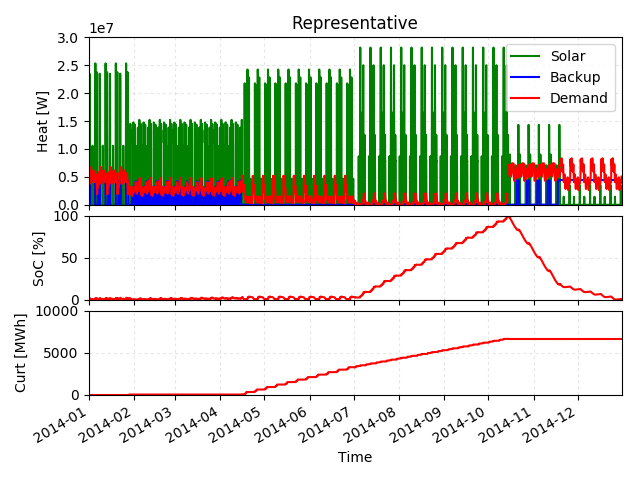 Representative
1e7
3.0
2.5
2.0
1.5
1.0
0.5
0.0
Heat [W]
Solar
Backup
Demand
100
50
0
SoC [%]
10000
5000
0
Curt [MWh]
2014-01
2014-02
2014-03
2014-04
2014-05
2014-06
2014-07
2014-08
2014-09
2014-10
2014-11
2014-12
Time